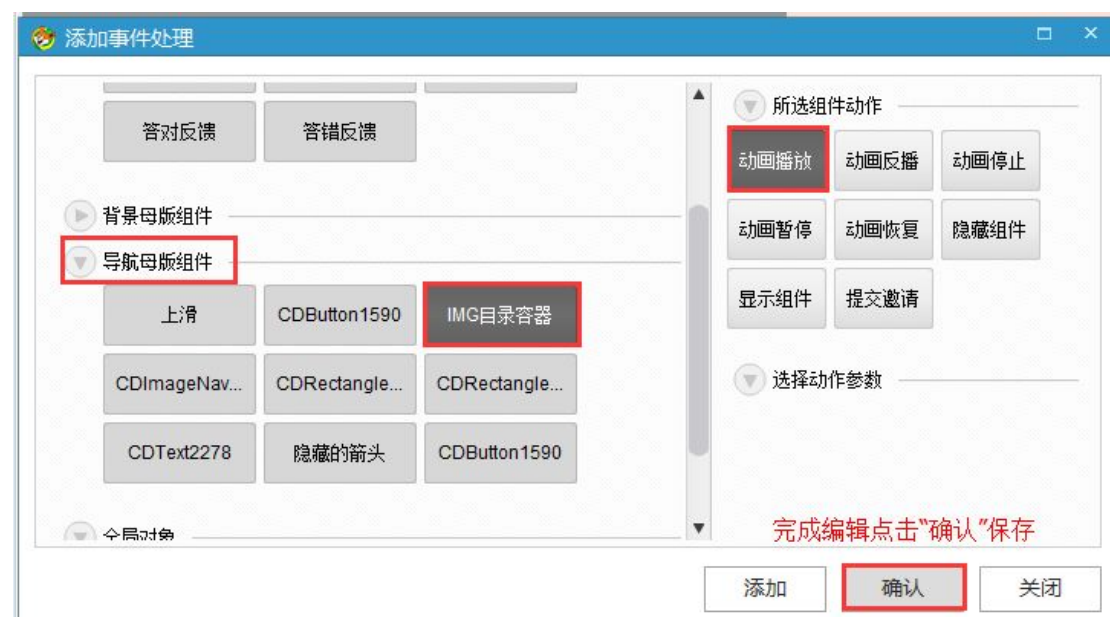 添加事件处理
答对反馈 答错反馈
背景母版组件
导航母版组件
上滑 CDButton1590 IMG目录容器
CDImageNav... CDRectangle... CDRectangle...
CDText2278 隐藏的箭头 CDButton1590
全局对象
所选组件动作
动画播放 动画反播 动画停止
动画暂停 动画恢复 隐藏组件
显示组件 提交邀请
选择动作参数
完成编辑点击“确认”保存
添加 确认 关闭